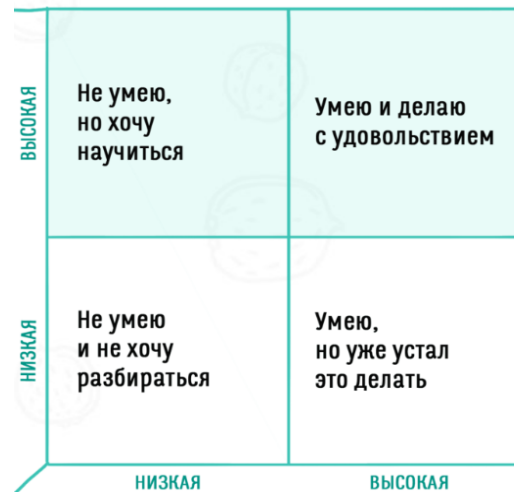 ВЫСОКАЯ
Не умею,
но хочу
научиться
Умею и делаю
с удовольствием
НИЗКАЯ
Не умею
и не хочу
разбираться
Умею,
но уже устал
это делать
НИЗКАЯ
ВЫСОКАЯ